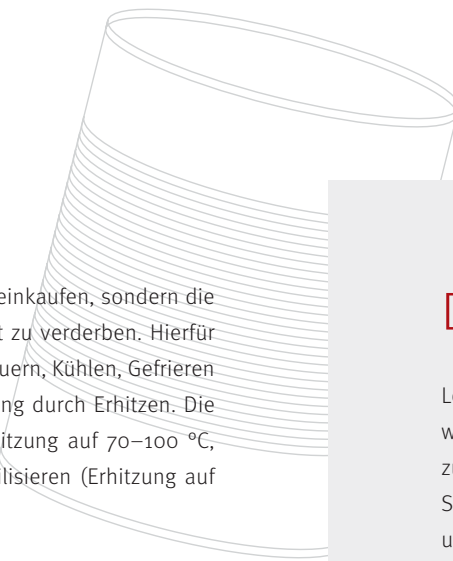 einkaufen, sondern die
t zu verderben. Hierfür
uern, Kühlen, Gefrieren
ng durch Erhitzen. Die
itzung auf 70–100 °C,
ilisieren (Erhitzung auf
L
w
z
S
u